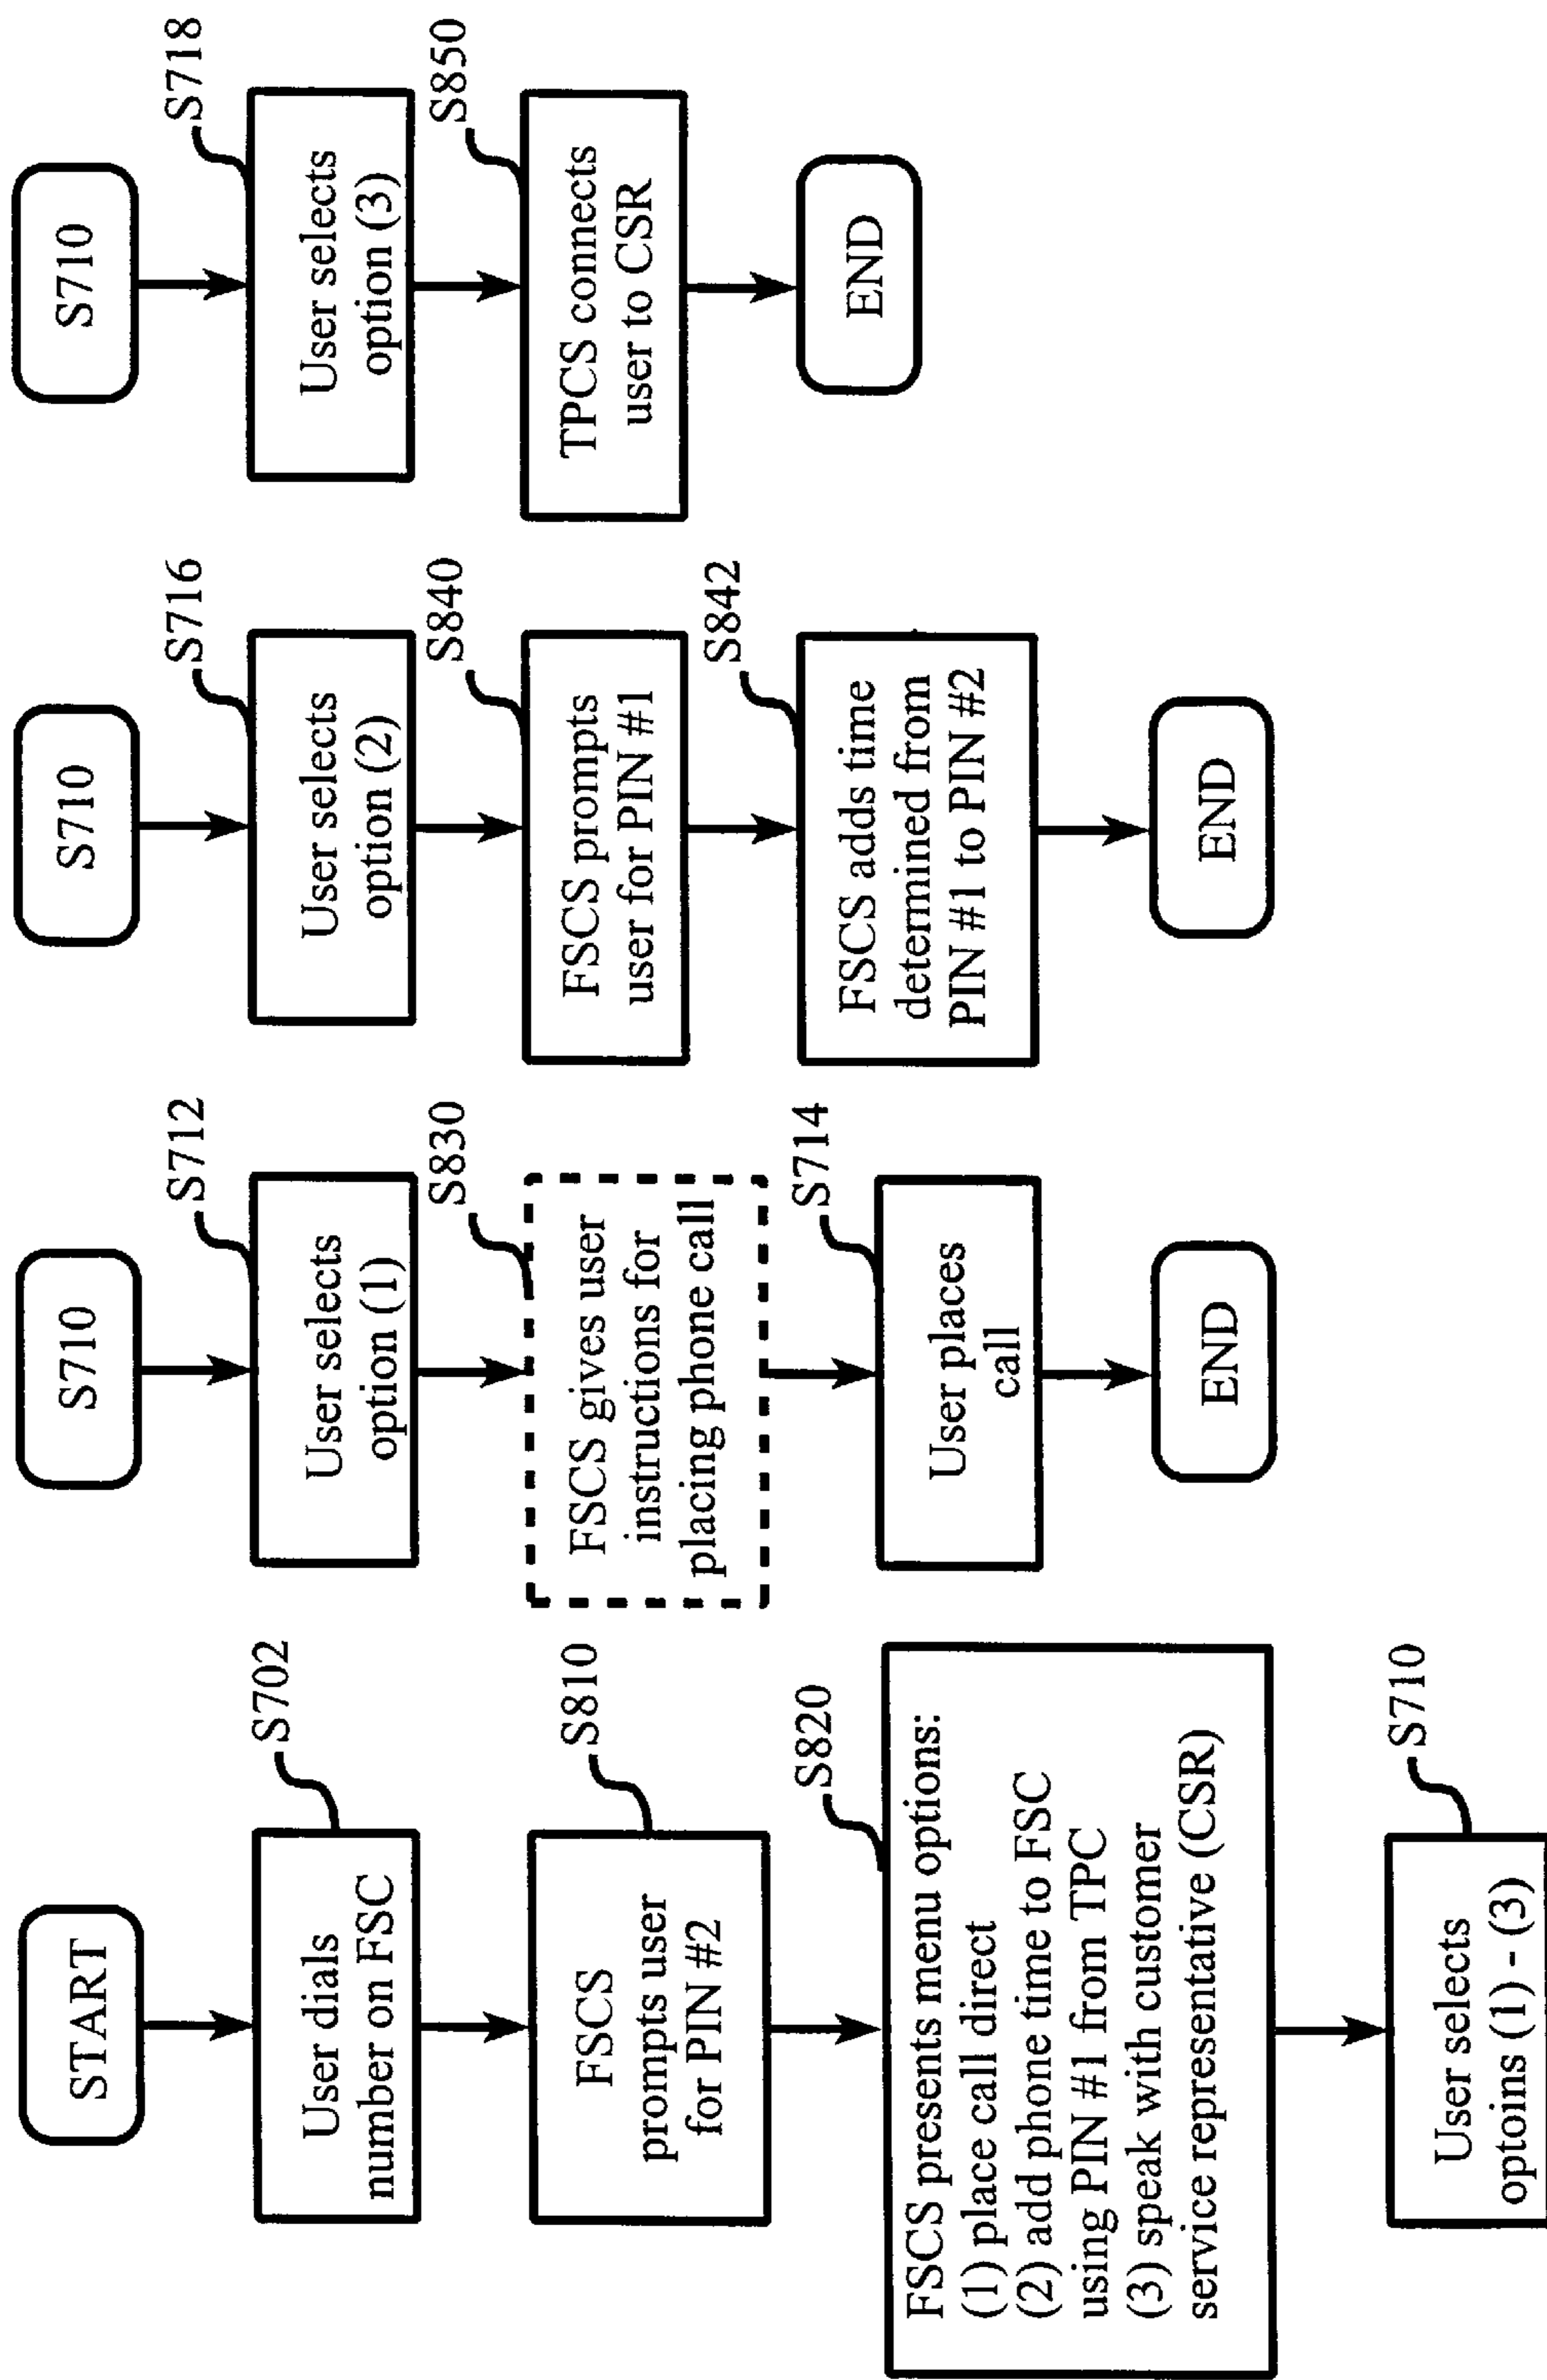 START
S702
User dials
number on FSC
S810
FSCS
prompts user
for PIN #2
S820
FSCS presents menu options:
(1) place call direct
(2) add phone time to FSC
using PIN #1 from TPC
(3) speak with customer
service representative (CSR)
S710
User selects
optoins (1) - (3)
S710
S712
User selects
option (1)
S830
FSCS gives user
instructions for
placing phone call
S714
User places
call
END
S710
S716
User selects
option (2)
S840
FSCS prompts
user for PIN #1
S842
FSCS adds time
determined from
PIN #1 to PIN #2
END
S710
S718
User selects
option (3)
S850
TPCS connects
user to CSR
END